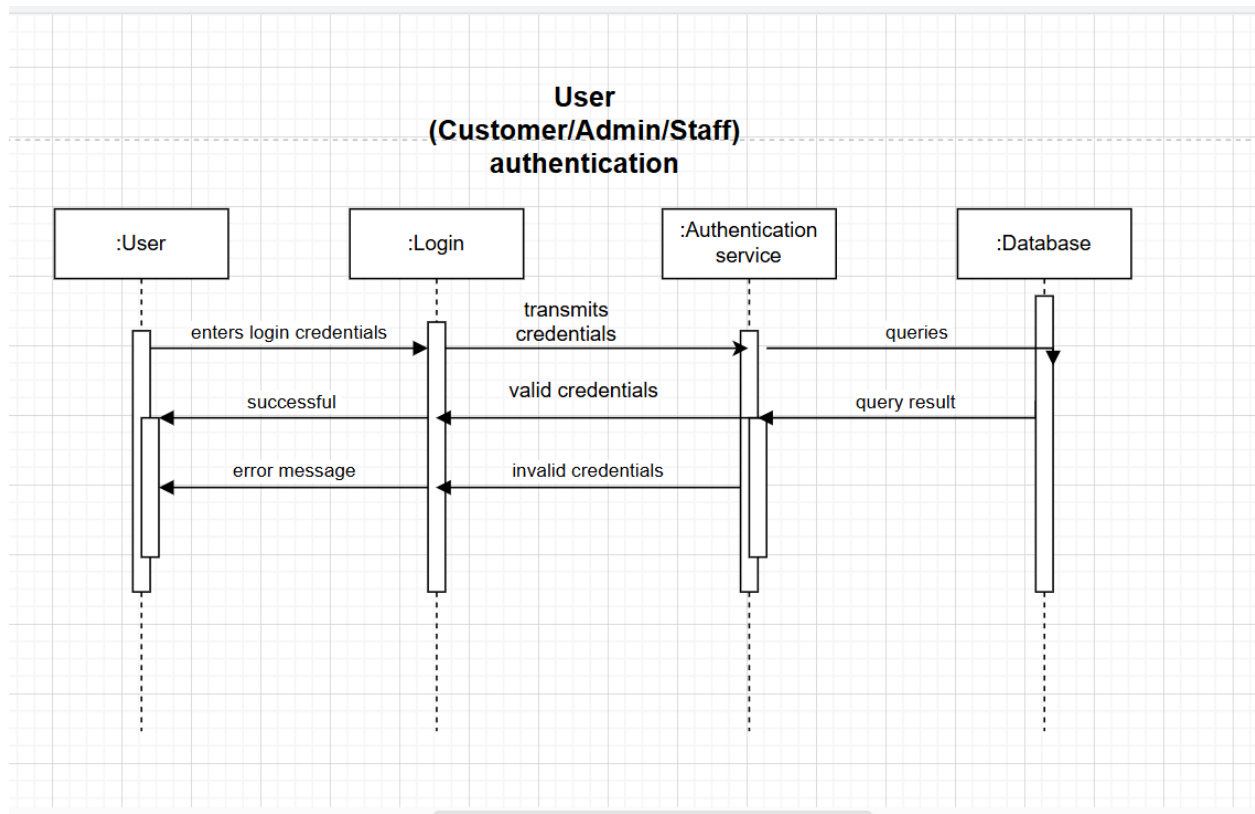 User
(Customer/Admin/Staff)
authentication
:User
:Login
:Authentication
service
:Database
enters login credentials
transmits
credentials
queries
successful
valid credentials
query result
error message
invalid credentials